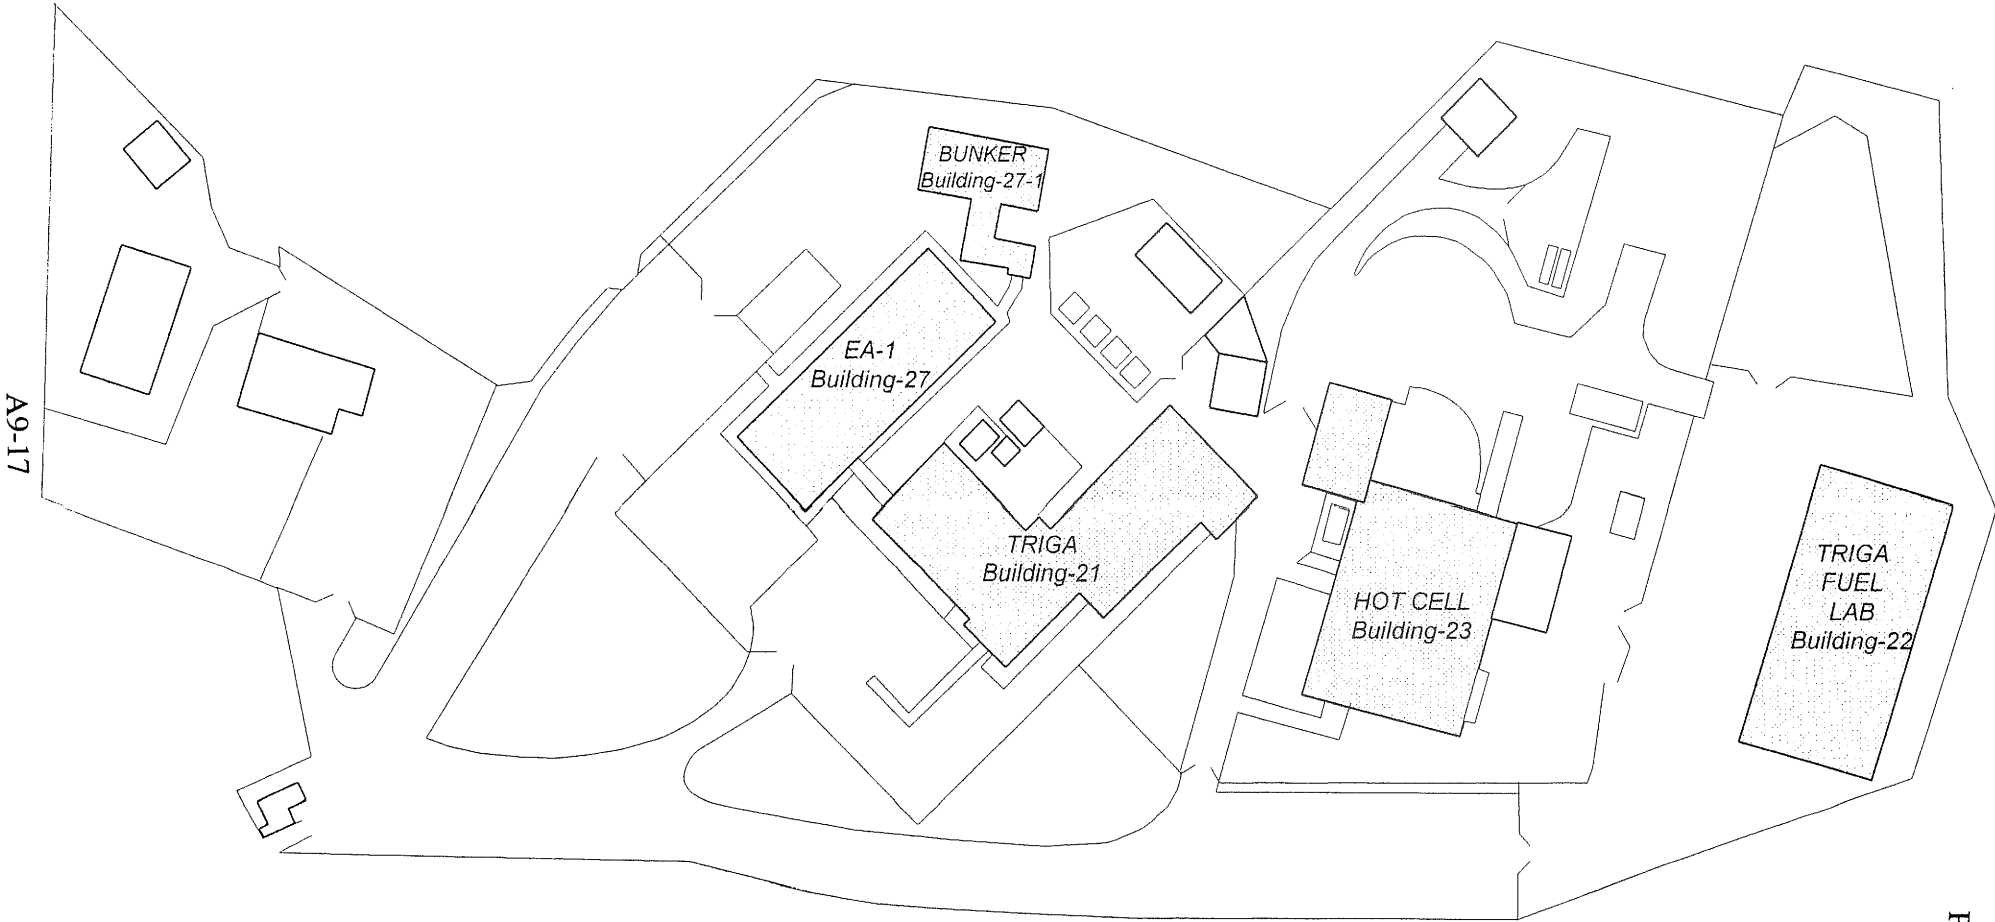 BUNKER
Building-27-1
EA-1
Building-27
TRIGA
Building-21
HOT CELL
Building-23
TRIGA
FUEL
LAB
Building-22
A9-17